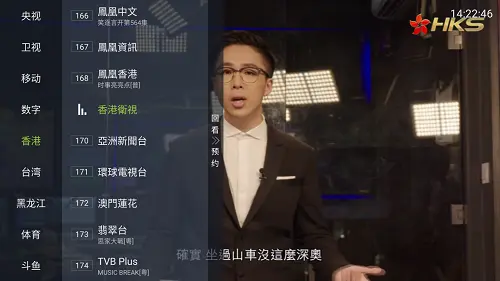 央视
卫视
移动
数字
香港
台湾
黑龙江
体育
斗鱼
166 鳳凰中文
笑逐言开第564集
167 鳳凰資訊
168 鳳凰香港
时事亮亮点[普]
香港衛視
170 亞洲新聞台
171 環球電視台
172 澳門蓮花
173 翡翠台
174 TVB Plus
MUSIC BREAK[粤]
回看
预约
14:22:46
HKS
確實 坐過山車沒這麼深奧